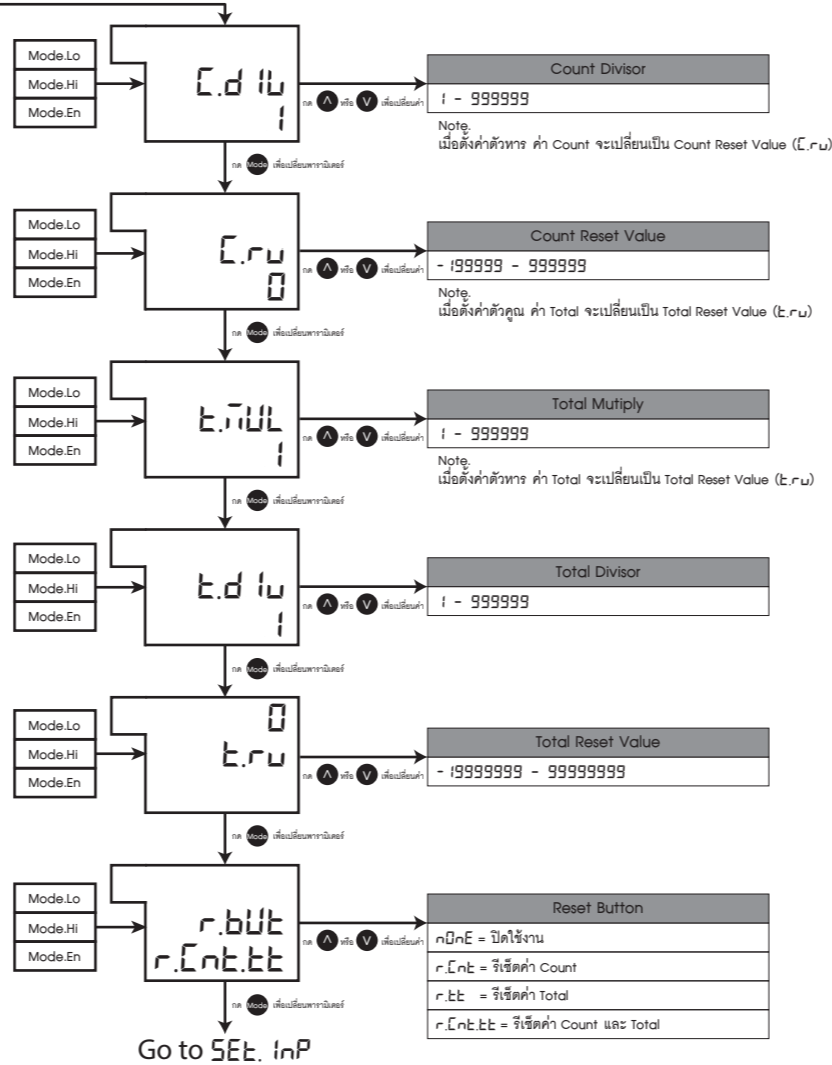 Mode.Lo
Mode.Hi
Mode.En
C.dIv
1
กด ∧ หรือ ∨ เพื่อเปลี่ยนค่า
Count Divisor
1 - 999999
Note.
เมื่อตั้งค่าตัวหาร ค่า Count จะเปลี่ยนเป็น Count Reset Value (C.rv)
กด Mode เพื่อเปลี่ยนพารามิเตอร์
Mode.Lo
Mode.Hi
Mode.En
C.rv
0
กด ∧ หรือ ∨ เพื่อเปลี่ยนค่า
Count Reset Value
-199999 - 999999
Note.
เมื่อตั้งค่าตัวคูณ ค่า Total จะเปลี่ยนเป็น Total Reset Value (t.rv)
กด Mode เพื่อเปลี่ยนพารามิเตอร์
Mode.Lo
Mode.Hi
Mode.En
t.MUL
1
กด ∧ หรือ ∨ เพื่อเปลี่ยนค่า
Total Mutiply
1 - 999999
Note.
เมื่อตั้งค่าตัวหาร ค่า Total จะเปลี่ยนเป็น Total Reset Value (t.rv)
กด Mode เพื่อเปลี่ยนพารามิเตอร์
Mode.Lo
Mode.Hi
Mode.En
t.dIv
1
กด ∧ หรือ ∨ เพื่อเปลี่ยนค่า
Total Divisor
1 - 999999
กด Mode เพื่อเปลี่ยนพารามิเตอร์
Mode.Lo
Mode.Hi
Mode.En
0
t.rv
กด ∧ หรือ ∨ เพื่อเปลี่ยนค่า
Total Reset Value
-19999999 - 99999999
กด Mode เพื่อเปลี่ยนพารามิเตอร์
Mode.Lo
Mode.Hi
Mode.En
r.bUt
r.Cnt.tt
กด ∧ หรือ ∨ เพื่อเปลี่ยนค่า
Reset Button
nOnE = ปิดใช้งาน
r.Cnt = รีเซ็ตค่า Count
r.tt = รีเซ็ตค่า Total
r.Cnt.tt = รีเซ็ตค่า Count และ Total
กด Mode เพื่อเปลี่ยนพารามิเตอร์
Go to SEt. InP